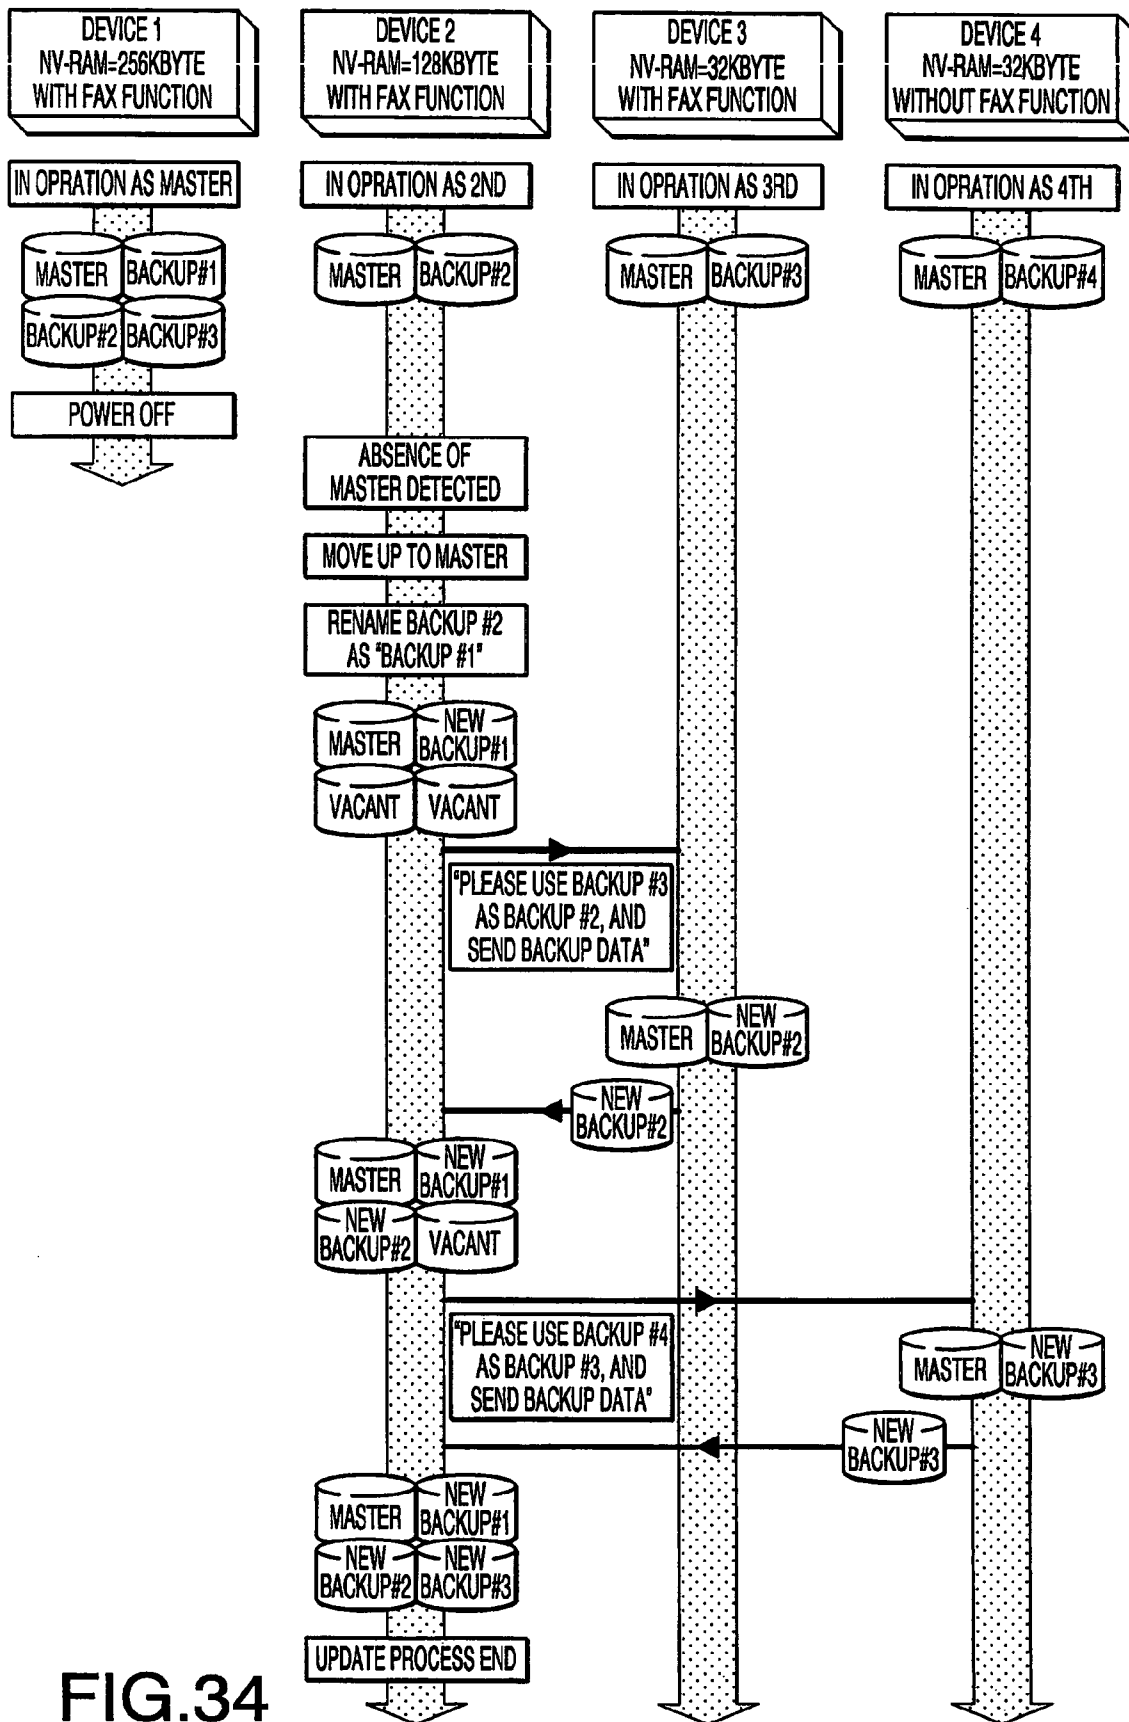 DEVICE 1
NV-RAM=256KBYTE
WITH FAX FUNCTION
DEVICE 2
NV-RAM=128KBYTE
WITH FAX FUNCTION
DEVICE 3
NV-RAM=32KBYTE
WITH FAX FUNCTION
DEVICE 4
NV-RAM=32KBYTE
WITHOUT FAX FUNCTION
IN OPRATION AS MASTER
IN OPRATION AS 2ND
IN OPRATION AS 3RD
IN OPRATION AS 4TH
MASTER
BACKUP#1
BACKUP#2
BACKUP#3
MASTER
BACKUP#2
MASTER
BACKUP#3
MASTER
BACKUP#4
POWER OFF
ABSENCE OF
MASTER DETECTED
MOVE UP TO MASTER
RENAME BACKUP #2
AS "BACKUP #1"
MASTER
NEW
BACKUP#1
VACANT
VACANT
"PLEASE USE BACKUP #3
AS BACKUP #2, AND
SEND BACKUP DATA"
MASTER
NEW
BACKUP#2
NEW
BACKUP#2
MASTER
NEW
BACKUP#1
NEW
BACKUP#2
VACANT
"PLEASE USE BACKUP #4
AS BACKUP #3, AND
SEND BACKUP DATA"
MASTER
NEW
BACKUP#3
NEW
BACKUP#3
MASTER
NEW
BACKUP#1
NEW
BACKUP#2
NEW
BACKUP#3
UPDATE PROCESS END
FIG.34